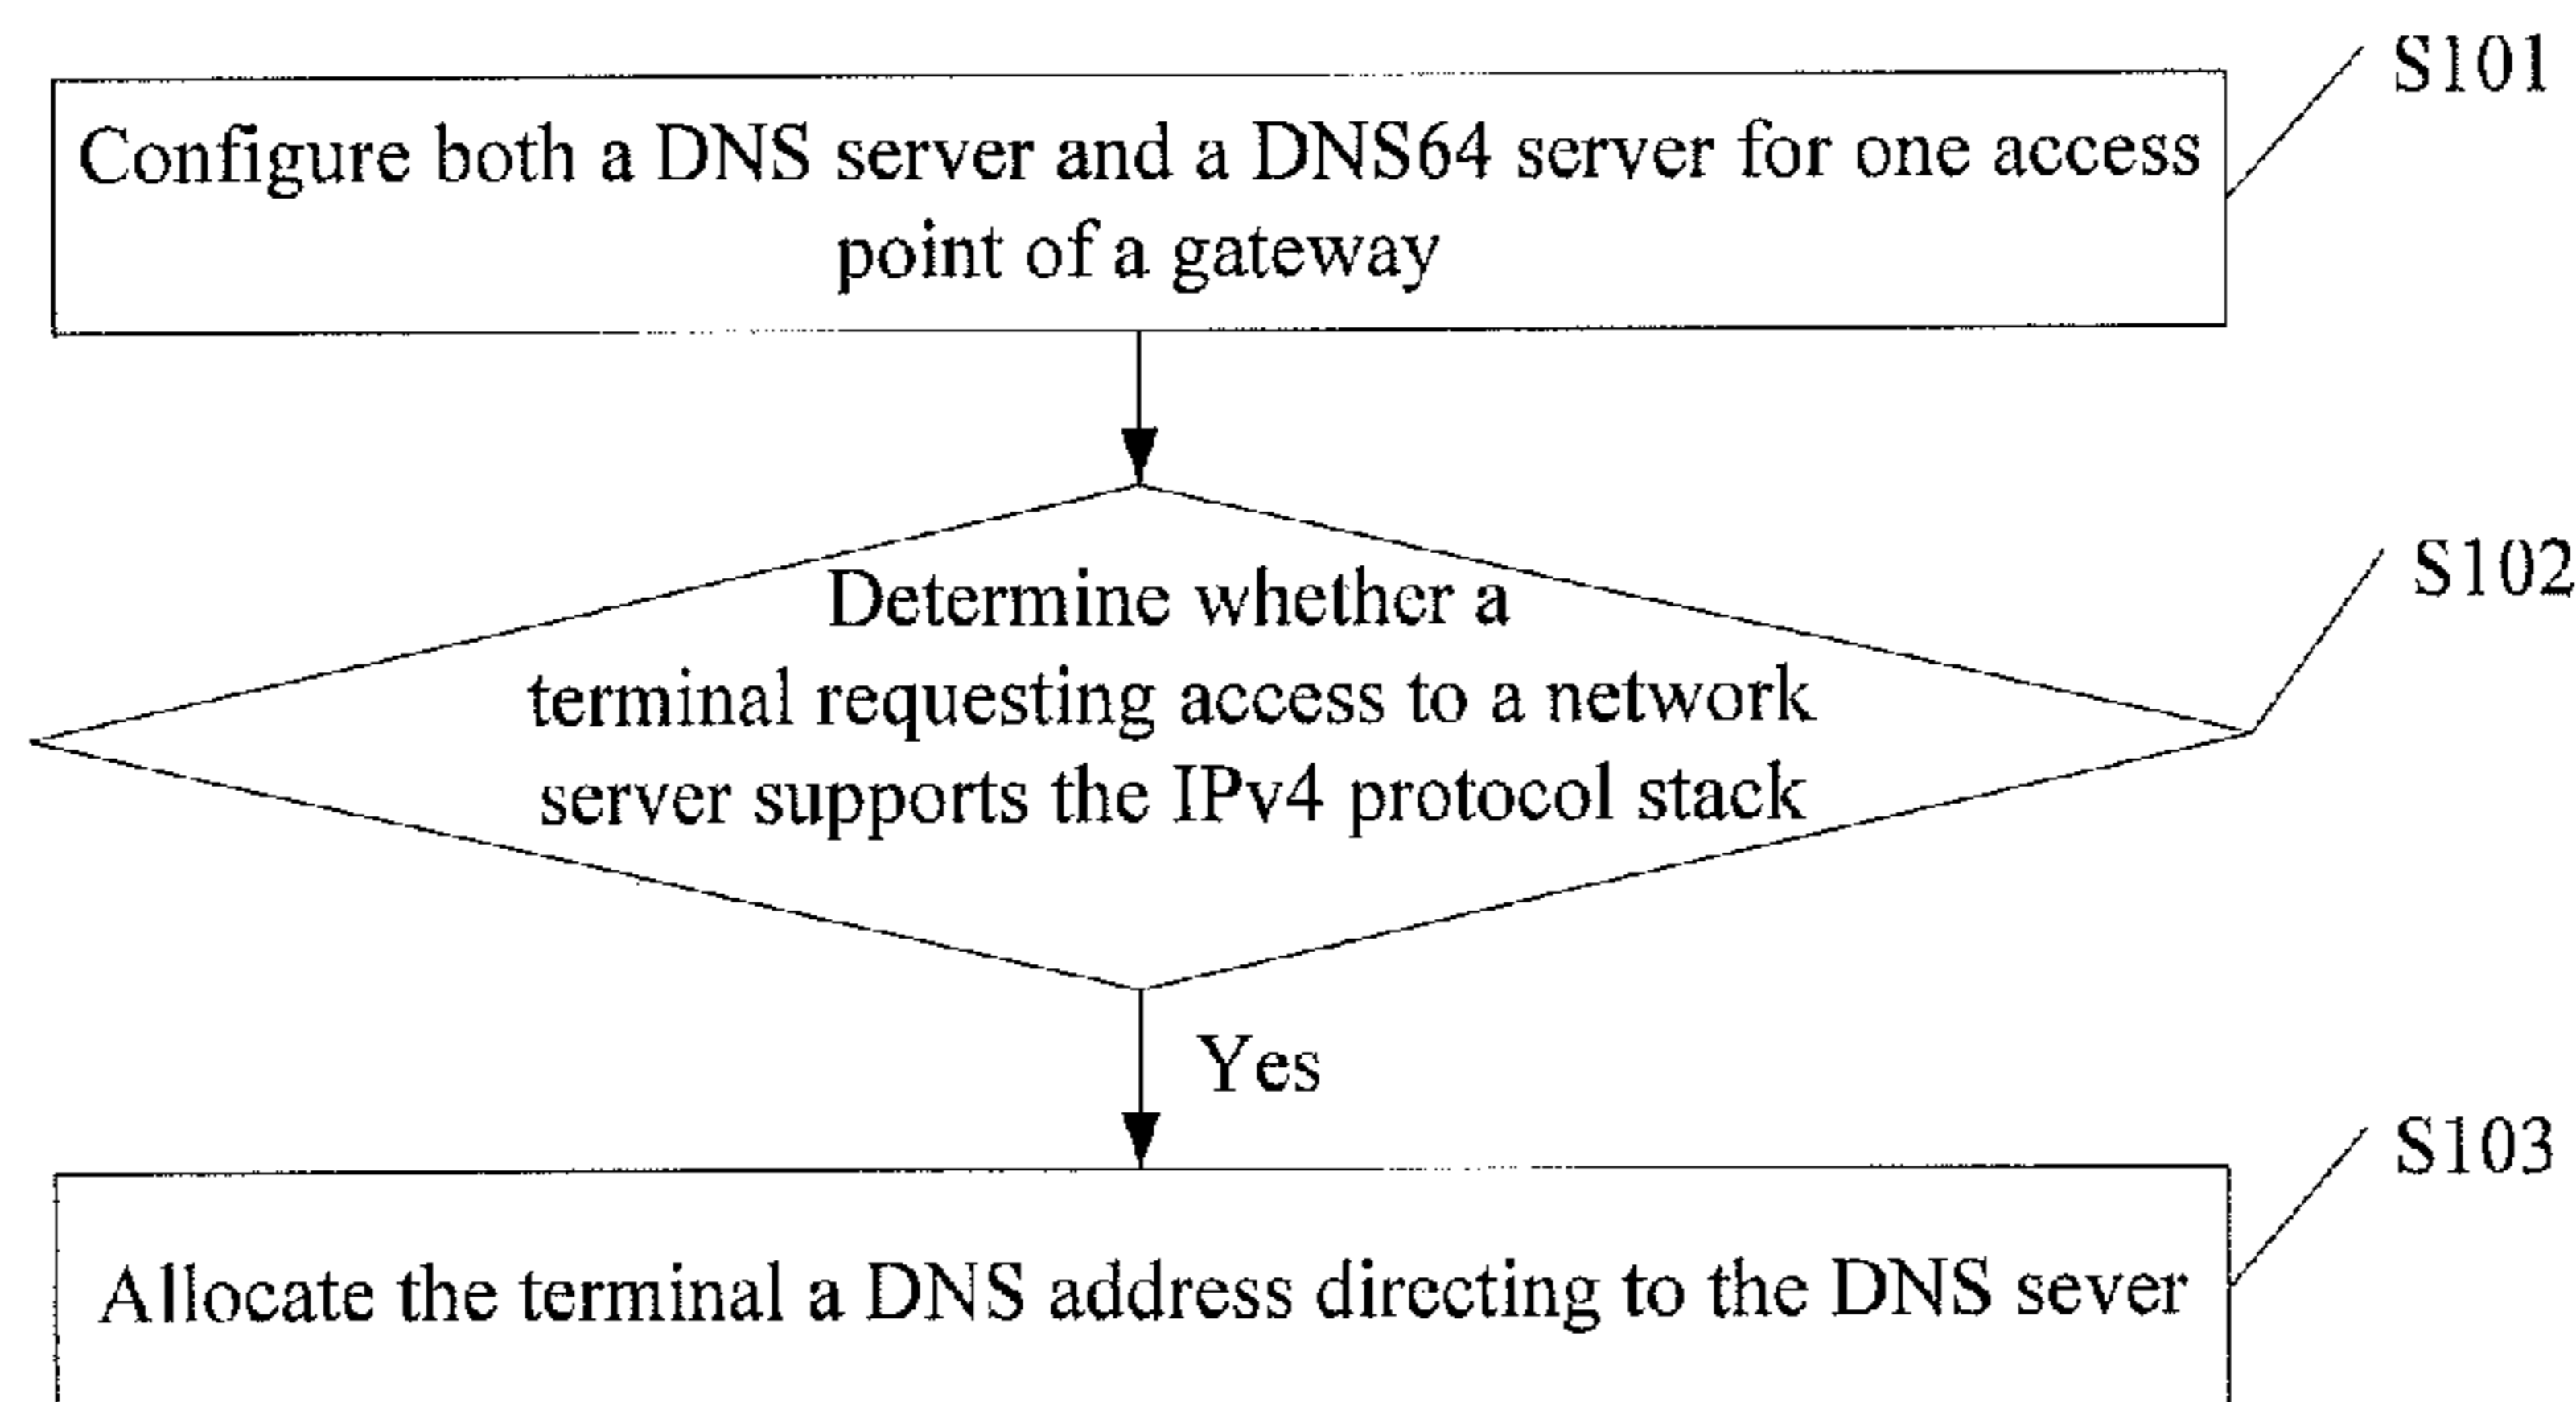 S101
Configure both a DNS server and a DNS64 server for one access
point of a gateway
S102
Determine whether a
terminal requesting access to a network
server supports the IPv4 protocol stack
Yes
S103
Allocate the terminal a DNS address directing to the DNS sever